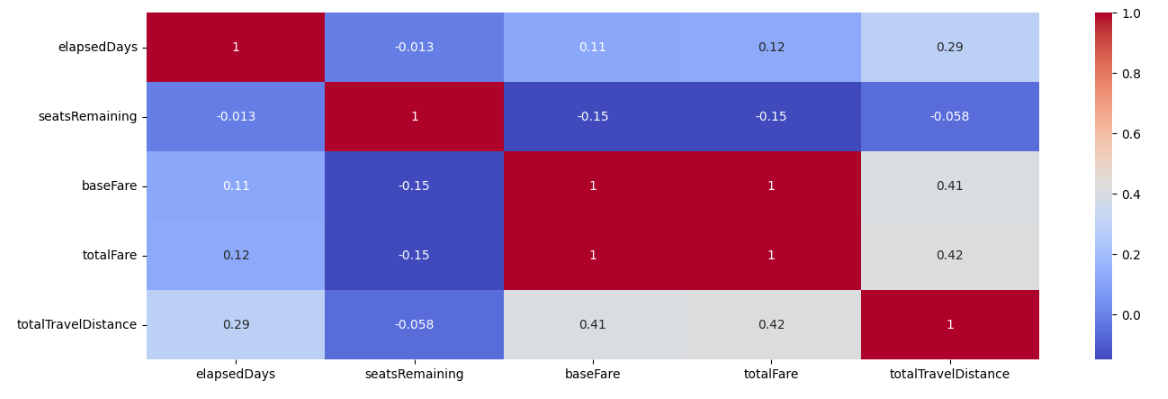 elapsedDays 1 -0.013 0.11 0.12 0.29
seatsRemaining -0.013 1 -0.15 -0.15 -0.058
baseFare 0.11 -0.15 1 1 0.41
totalFare 0.12 -0.15 1 1 0.42
totalTravelDistance 0.29 -0.058 0.41 0.42 1
elapsedDays seatsRemaining baseFare totalFare totalTravelDistance
1.0
0.8
0.6
0.4
0.2
0.0